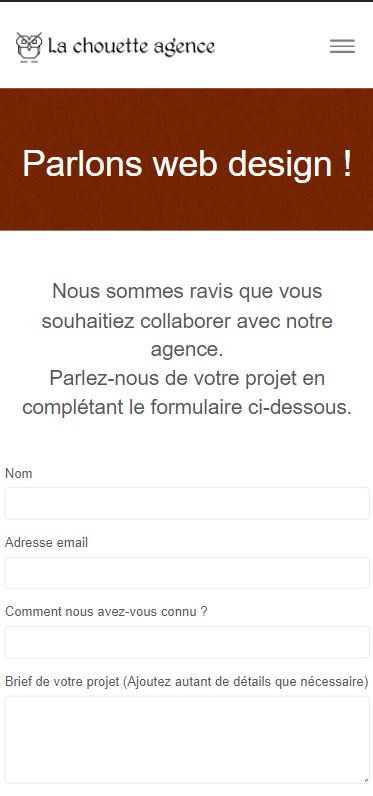 La chouette agence
Parlons web design !
Nous sommes ravis que vous
souhaitiez collaborer avec notre
agence.
Parlez-nous de votre projet en
complétant le formulaire ci-dessous.
Nom
Adresse email
Comment nous avez-vous connu ?
Brief de votre projet (Ajoutez autant de détails que nécessaire)